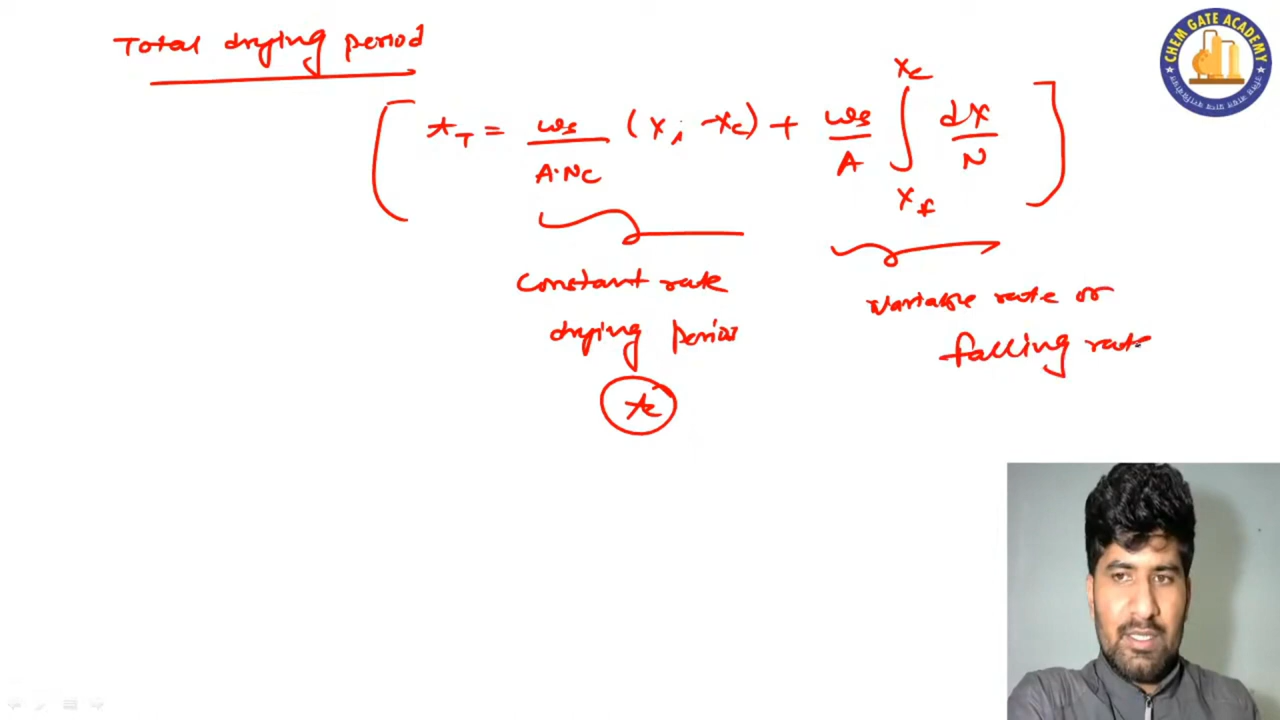 Total drying period
CHEM GATE ACADEMY
t_T = ws / A·Nc (Xi - Xc) + ws / A ∫_{Xf}^{Xc} dX / N
Constant rate
drying period
tc
Variable rate or
falling rate